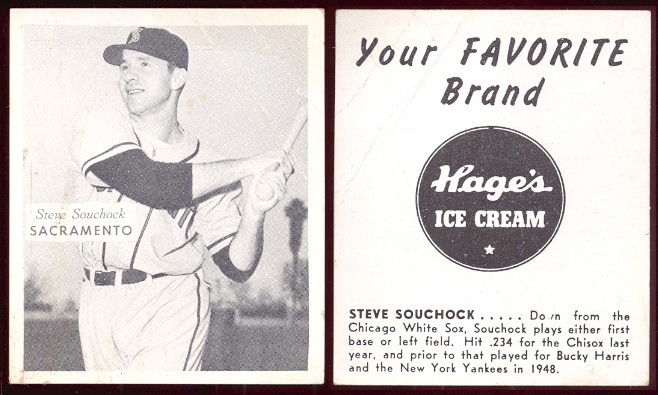 Steve Souchock
SACRAMENTO
Your FAVORITE
Brand
Hage's
ICE CREAM
STEVE SOUCHOCK ..... Down from the
Chicago White Sox, Souchock plays either first
base or left field. Hit .234 for the Chisox last
year, and prior to that played for Bucky Harris
and the New York Yankees in 1948.